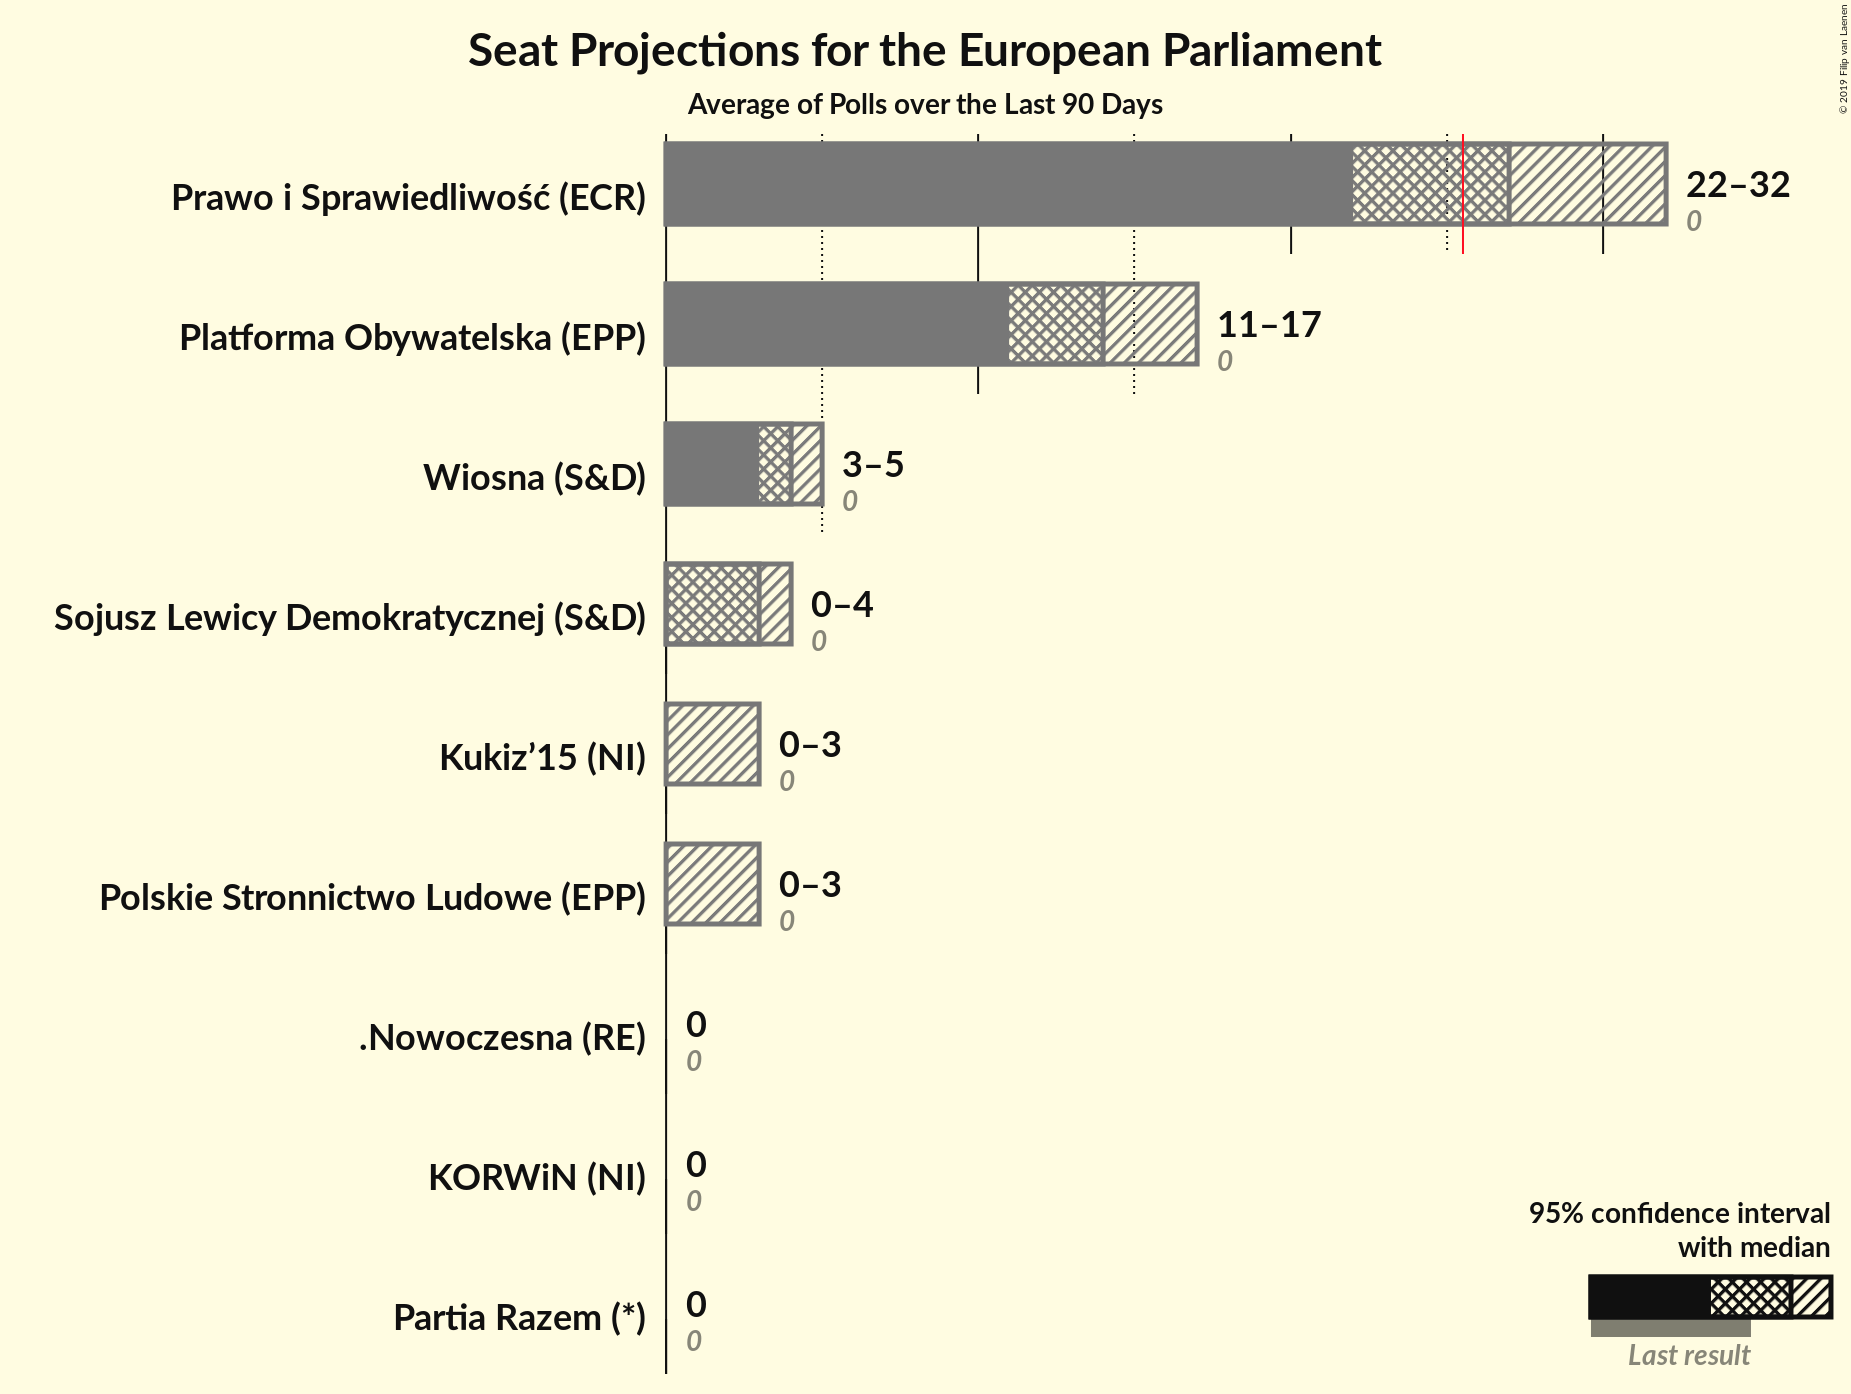 Seat Projections for the European Parliament
Average of Polls over the Last 90 Days
© 2019 Filip van Laenen
Prawo i Sprawiedliwość (ECR)
22–32
0
Platforma Obywatelska (EPP)
11–17
0
Wiosna (S&D)
3–5
0
Sojusz Lewicy Demokratycznej (S&D)
0–4
0
Kukiz’15 (NI)
0–3
0
Polskie Stronnictwo Ludowe (EPP)
0–3
0
.Nowoczesna (RE)
0
0
KORWiN (NI)
0
0
Partia Razem (*)
0
0
95% confidence interval
with median
Last result